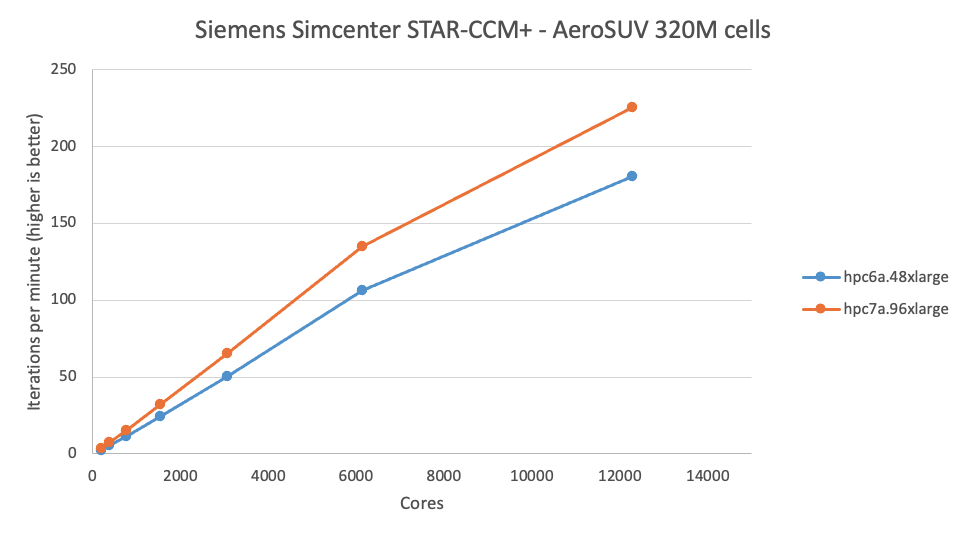 Siemens Simcenter STAR-CCM+ - AeroSUV 320M cells
Iterations per minute (higher is better)
250
200
150
100
50
0
0 2000 4000 6000 8000 10000 12000 14000
Cores
hpc6a.48xlarge
hpc7a.96xlarge